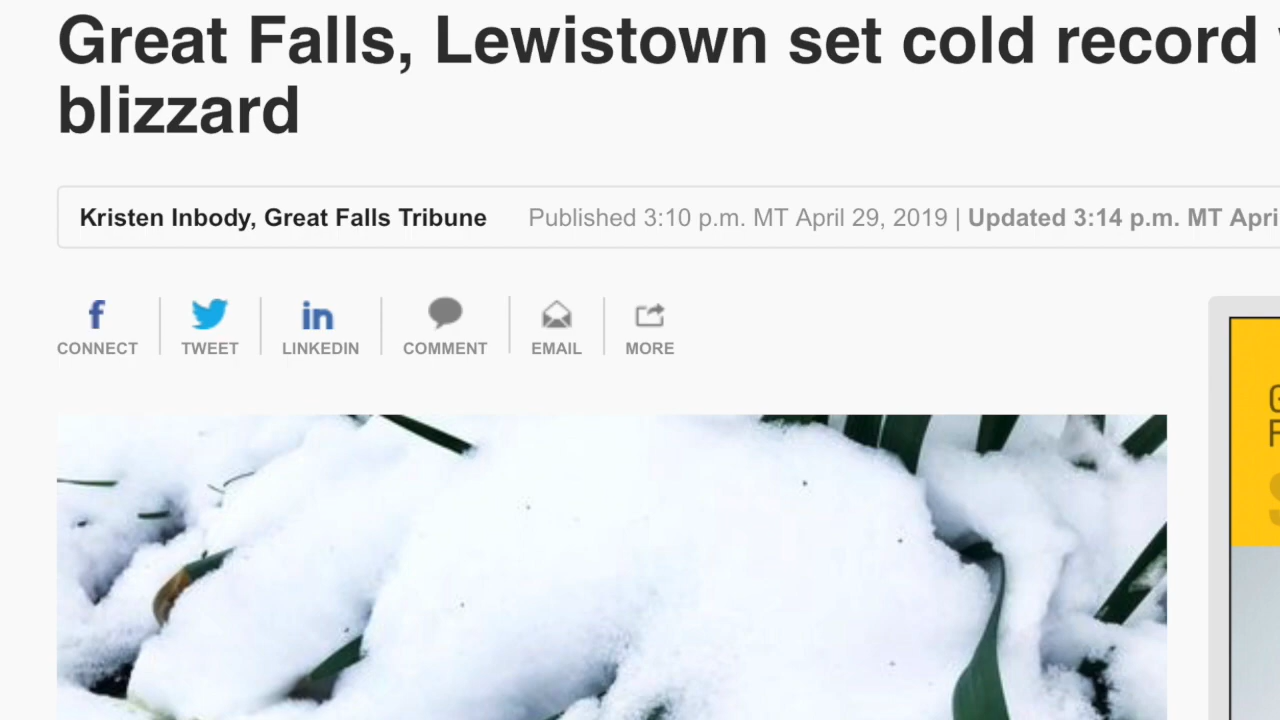 Great Falls, Lewistown set cold record
blizzard
Kristen Inbody, Great Falls Tribune Published 3:10 p.m. MT April 29, 2019 | Updated 3:14 p.m. MT Apri
CONNECT TWEET LINKEDIN COMMENT EMAIL MORE